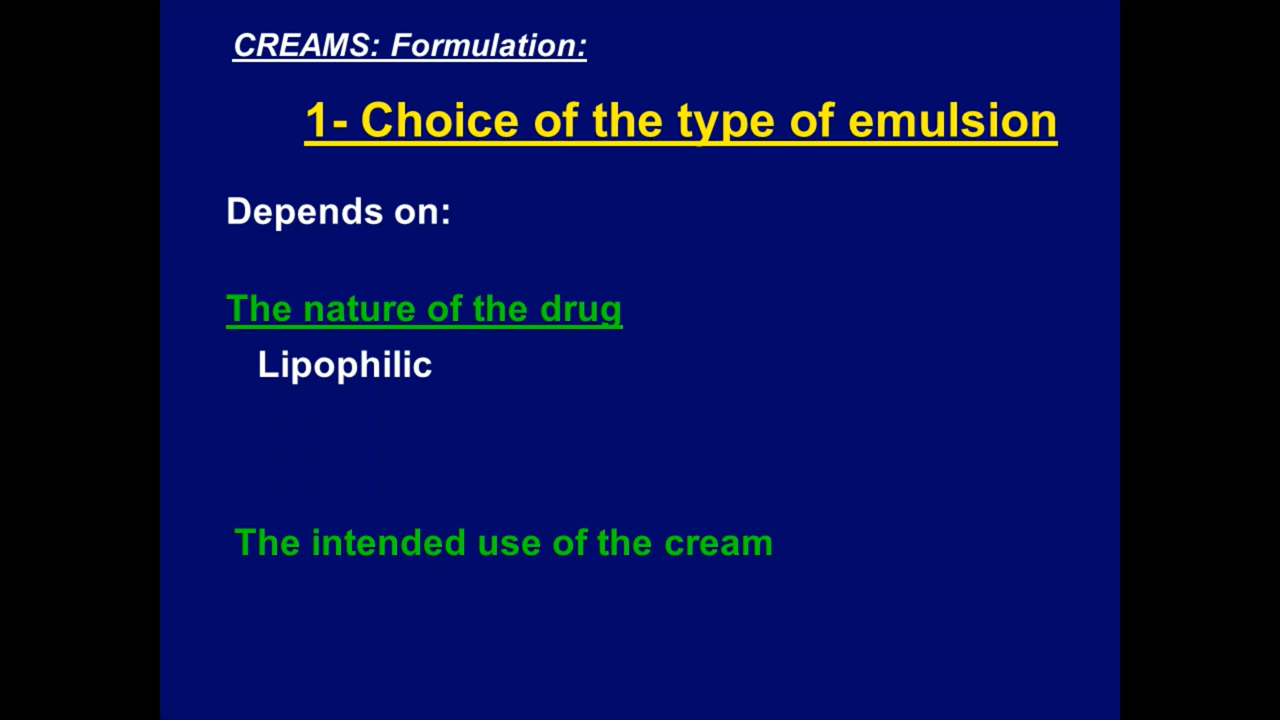 CREAMS: Formulation:
1- Choice of the type of emulsion
Depends on:
The nature of the drug
Lipophilic
The intended use of the cream